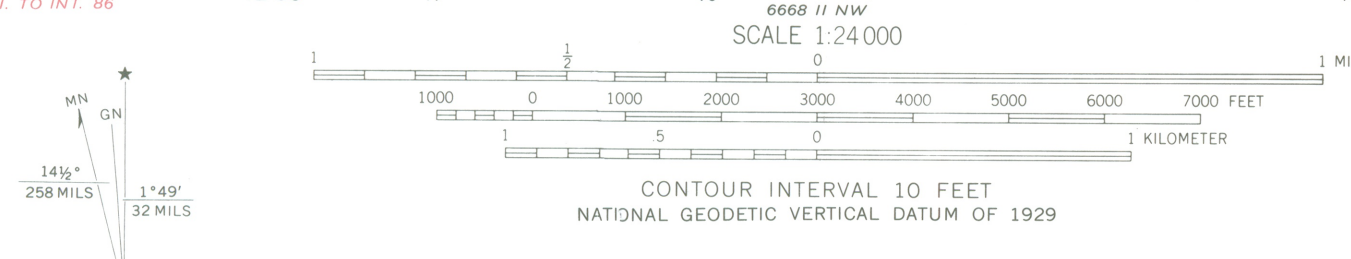 TO INT. 86
6668 II NW
SCALE 1:24 000
1 ½ 0 1 MI
1000 0 1000 2000 3000 4000 5000 6000 7000 FEET
1 .5 0 1 KILOMETER
CONTOUR INTERVAL 10 FEET
NATIONAL GEODETIC VERTICAL DATUM OF 1929
★
MN
GN
14½°
258 MILS
1°49′
32 MILS